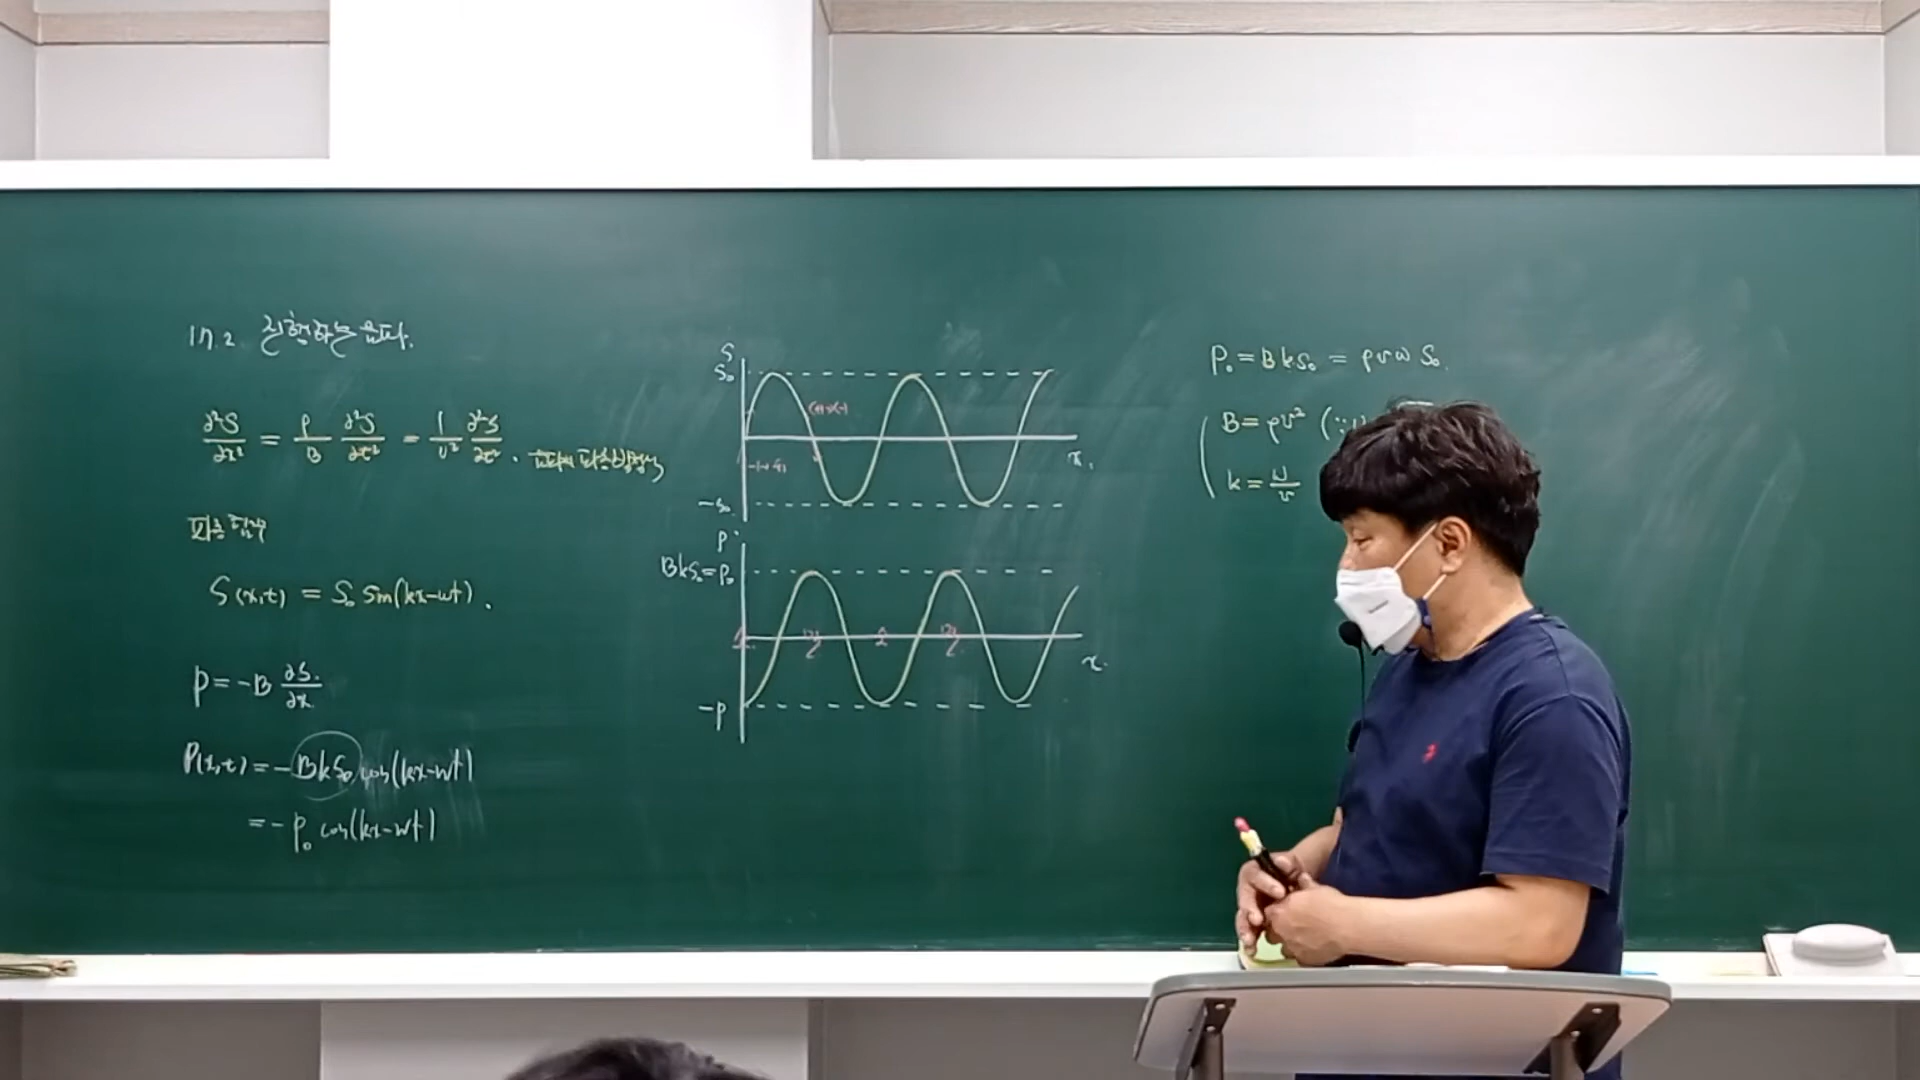 17.2 진행하는 음파.
∂²S/∂x² = ρ/B ∂²S/∂t² = 1/v² ∂²S/∂t².
파동함수
S(x,t) = S₀ sin(kx-ωt).
p = -B ∂S/∂x
P(x,t) = -BkS₀ cos(kx-ωt)
= -p₀ cos(kx-ωt)
S
S₀
x.
-S₀
P
BkS₀ = P₀
x.
-P
P₀ = BkS₀ = ρvω S₀.
B = ρv² (∵
k = ω/v